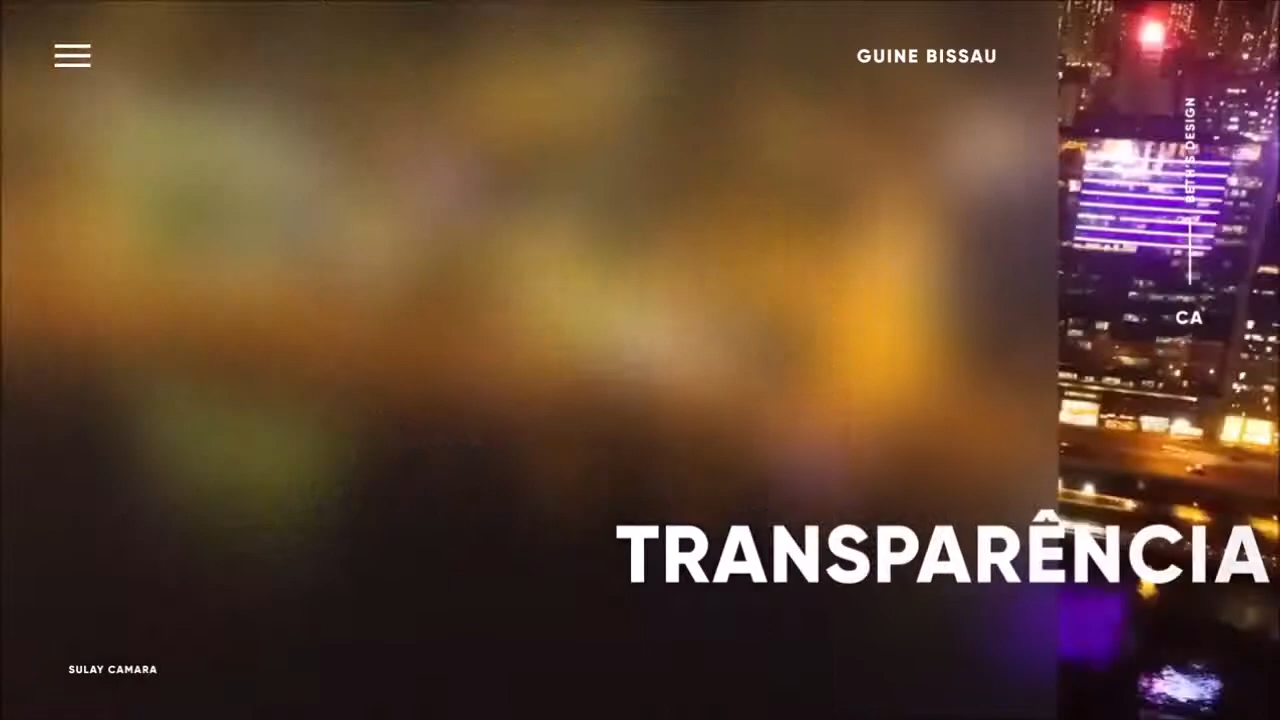 GUINE BISSAU
BETH'S DESIGN
CA
TRANSPARÊNCIA
SULAY CAMARA